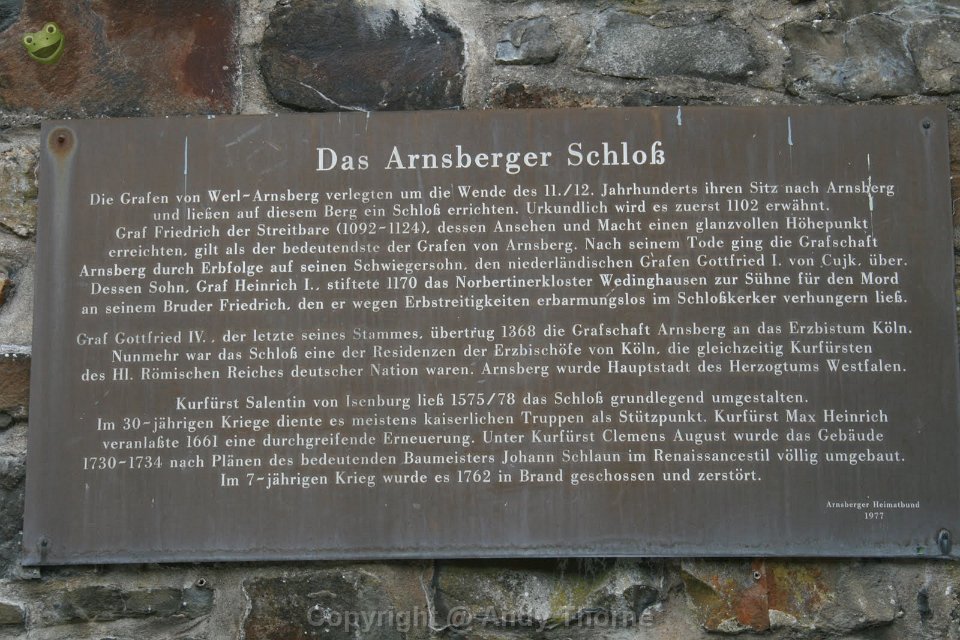 Das Arnsberger Schloß
Die Grafen von Werl-Arnsberg verlegten um die Wende des 11./12. Jahrhunderts ihren Sitz nach Arnsberg
und ließen auf diesem Berg ein Schloß errichten. Urkundlich wird es zuerst 1102 erwähnt.
Graf Friedrich der Streitbare (1092-1124), dessen Ansehen und Macht einen glanzvollen Höhepunkt
erreichten, gilt als der bedeutendste der Grafen von Arnsberg. Nach seinem Tode ging die Grafschaft
Arnsberg durch Erbfolge auf seinen Schwiegersohn, den niederländischen Grafen Gottfried I. von Cujk, über.
Dessen Sohn, Graf Heinrich I., stiftete 1170 das Norbertinerkloster Wedinghausen zur Sühne für den Mord
an seinem Bruder Friedrich, den er wegen Erbstreitigkeiten erbarmungslos im Schloßkerker verhungern ließ.
Graf Gottfried IV., der letzte seines Stammes, übertrug 1368 die Grafschaft Arnsberg an das Erzbistum Köln.
Nunmehr war das Schloß eine der Residenzen der Erzbischöfe von Köln, die gleichzeitig Kurfürsten
des Hl. Römischen Reiches deutscher Nation waren. Arnsberg wurde Hauptstadt des Herzogtums Westfalen.
Kurfürst Salentin von Isenburg ließ 1575/78 das Schloß grundlegend umgestalten.
Im 30-jährigen Kriege diente es meistens kaiserlichen Truppen als Stützpunkt. Kurfürst Max Heinrich
veranlaßte 1661 eine durchgreifende Erneuerung. Unter Kurfürst Clemens August wurde das Gebäude
1730-1734 nach Plänen des bedeutenden Baumeisters Johann Schlaun im Renaissancestil völlig umgebaut.
Im 7-jährigen Krieg wurde es 1762 in Brand geschossen und zerstört.
Arnsberger Heimatbund
1977
Copyright @ Andy Thorne